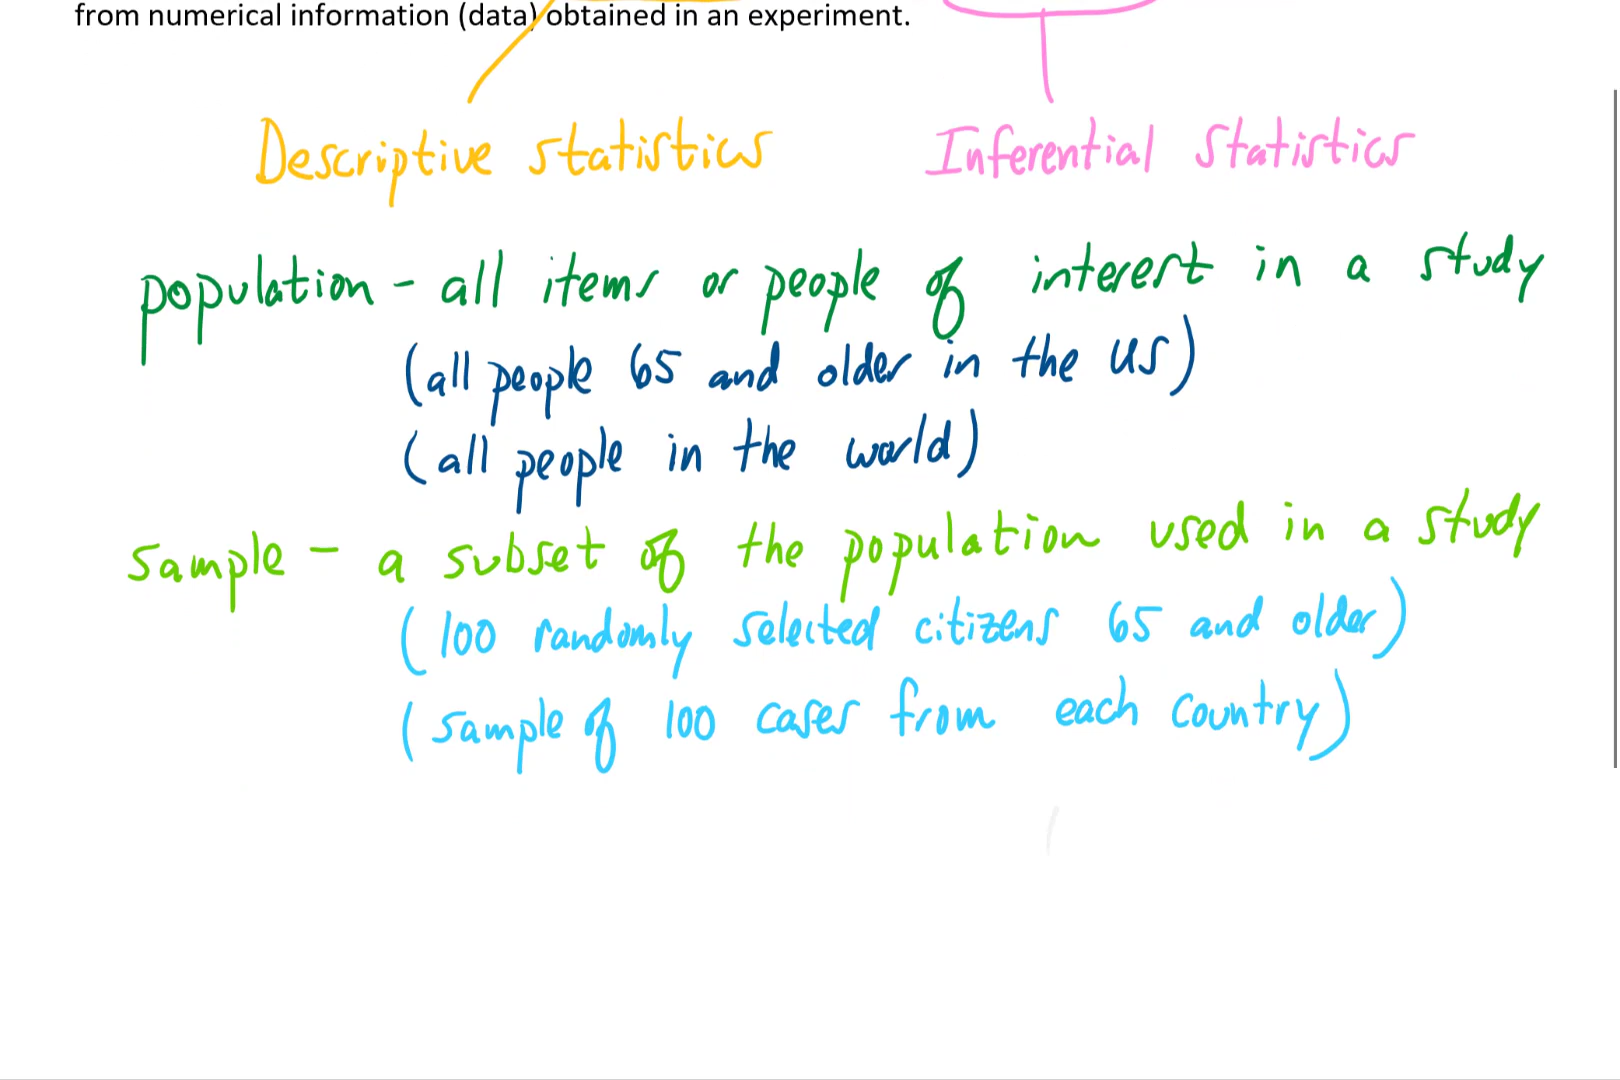 from numerical information (data) obtained in an experiment.
Descriptive statistics Inferential Statistics
population - all items or people of interest in a study
(all people 65 and older in the US)
(all people in the world)
sample - a subset of the population used in a study
(100 randomly selected citizens 65 and older)
(sample of 100 cases from each country)